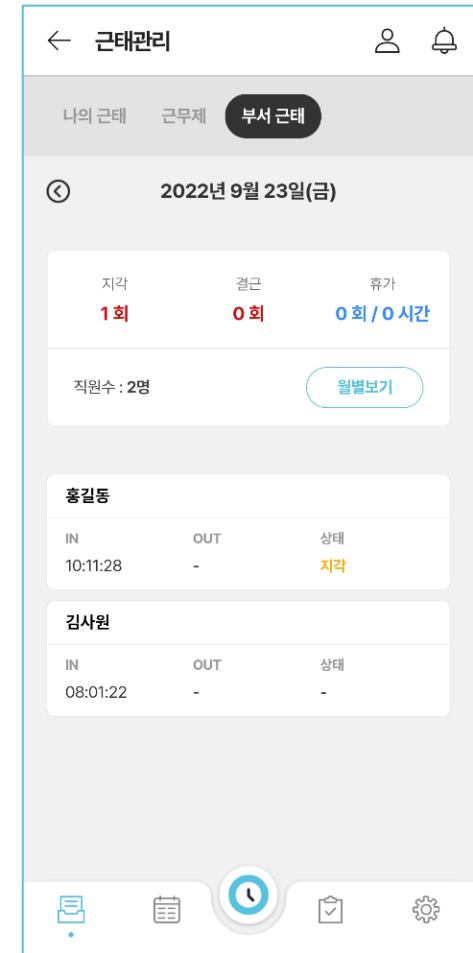 근태관리
나의 근태 근무제 부서 근태
2022년 9월 23일(금)
지각 결근 휴가
1 회 0 회 0 회 / 0 시간
직원수 : 2명 월별보기
홍길동
IN OUT 상태
10:11:28 - 지각
김사원
IN OUT 상태
08:01:22 - -